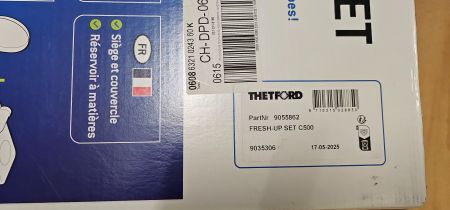 ET
es!
FR
Siège et couvercle
Réservoir à matières
0608 6321 0243 60 K
CH-DPD-06
0615
THETFORD
PartNr 9055862
FRESH-UP SET C500
9035306
17-05-2025